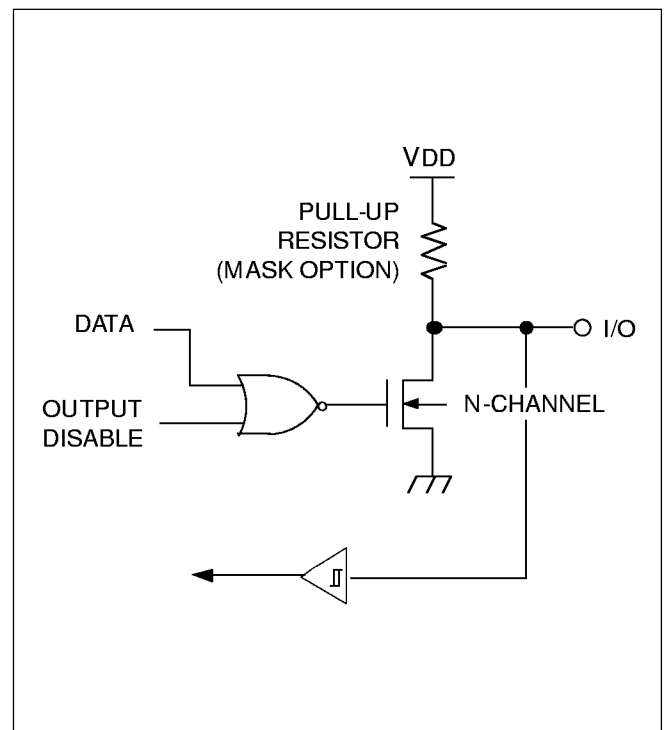 VDD
PULL-UP
RESISTOR
(MASK OPTION)
DATA
I/O
OUTPUT
DISABLE
N-CHANNEL